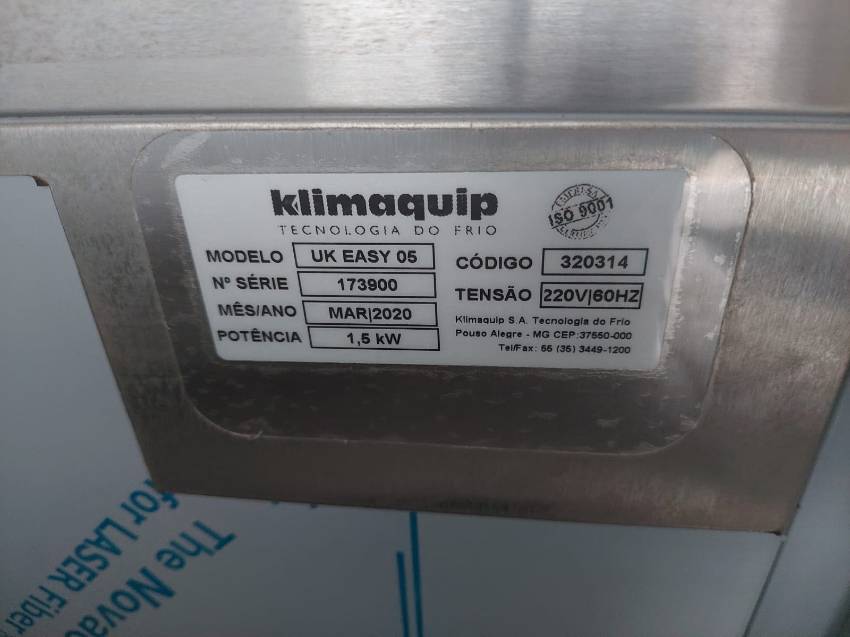 klimaquip
TECNOLOGIA DO FRIO
ISO 9001
MODELO UK EASY 05
CÓDIGO 320314
Nº SÉRIE 173900
TENSÃO 220V|60HZ
MÊS/ANO MAR|2020
POTÊNCIA 1,5 kW
Klimaquip S.A. Tecnologia do Frio
Pouso Alegre - MG CEP:37550-000
Tel/Fax: 55 (35) 3449-1200
The Nova
for LASER Fiber